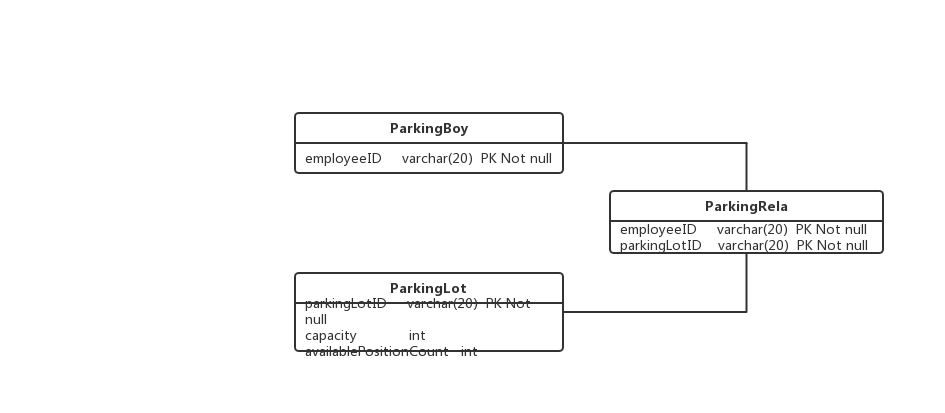 ParkingBoy
employeeID varchar(20) PK Not null
ParkingRela
employeeID varchar(20) PK Not null
parkingLotID varchar(20) PK Not null
ParkingLot
parkingLotID varchar(20) PK Not
null
capacity int
availablePositionCount int